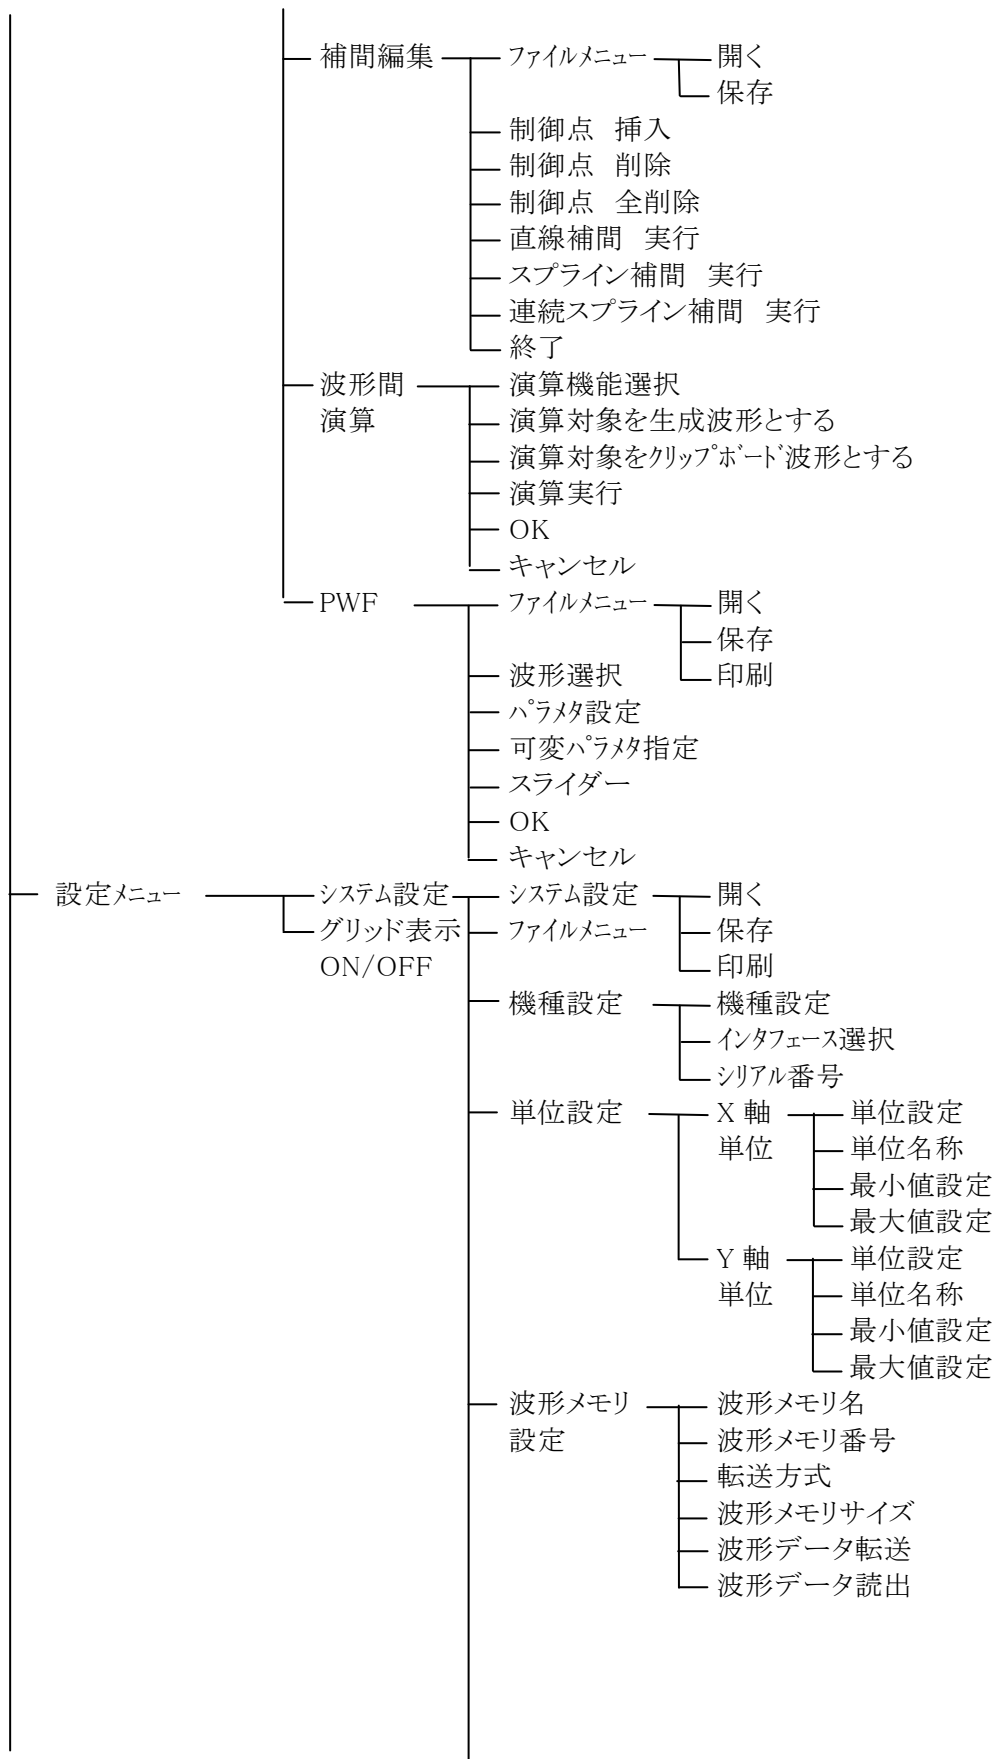 補間編集 ファイルメニュー 開く
保存
制御点 挿入
制御点 削除
制御点 全削除
直線補間 実行
スプライン補間 実行
連続スプライン補間 実行
終了
波形間 演算機能選択
演算 演算対象を生成波形とする
演算対象をクリップボード波形とする
演算実行
OK
キャンセル
PWF ファイルメニュー 開く
保存
波形選択 印刷
パラメタ設定
可変パラメタ指定
スライダー
OK
キャンセル
設定メニュー システム設定 システム設定 開く
グリッド表示 ファイルメニュー 保存
ON/OFF 印刷
機種設定 機種設定
インタフェース選択
シリアル番号
単位設定 X 軸 単位設定
単位 単位名称
最小値設定
最大値設定
Y 軸 単位設定
単位 単位名称
最小値設定
最大値設定
波形メモリ 波形メモリ名
設定 波形メモリ番号
転送方式
波形メモリサイズ
波形データ転送
波形データ読出